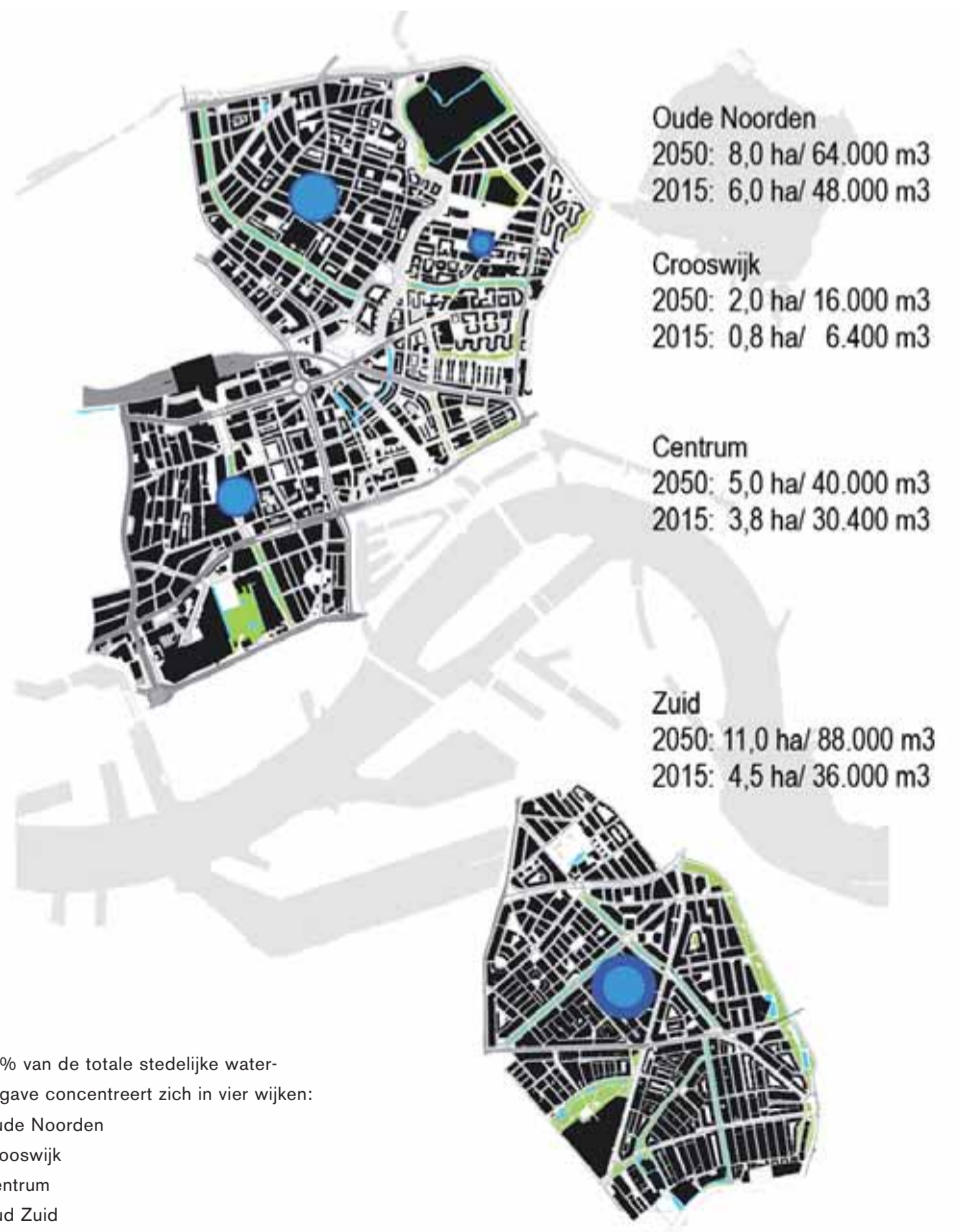 Oude Noorden
2050: 8,0 ha/ 64.000 m3
2015: 6,0 ha/ 48.000 m3
Crooswijk
2050: 2,0 ha/ 16.000 m3
2015: 0,8 ha/ 6.400 m3
Centrum
2050: 5,0 ha/ 40.000 m3
2015: 3,8 ha/ 30.400 m3
Zuid
2050: 11,0 ha/ 88.000 m3
2015: 4,5 ha/ 36.000 m3
% van de totale stedelijke water-
gave concentreert zich in vier wijken:
de Noorden
ooswijk
entrum
d Zuid